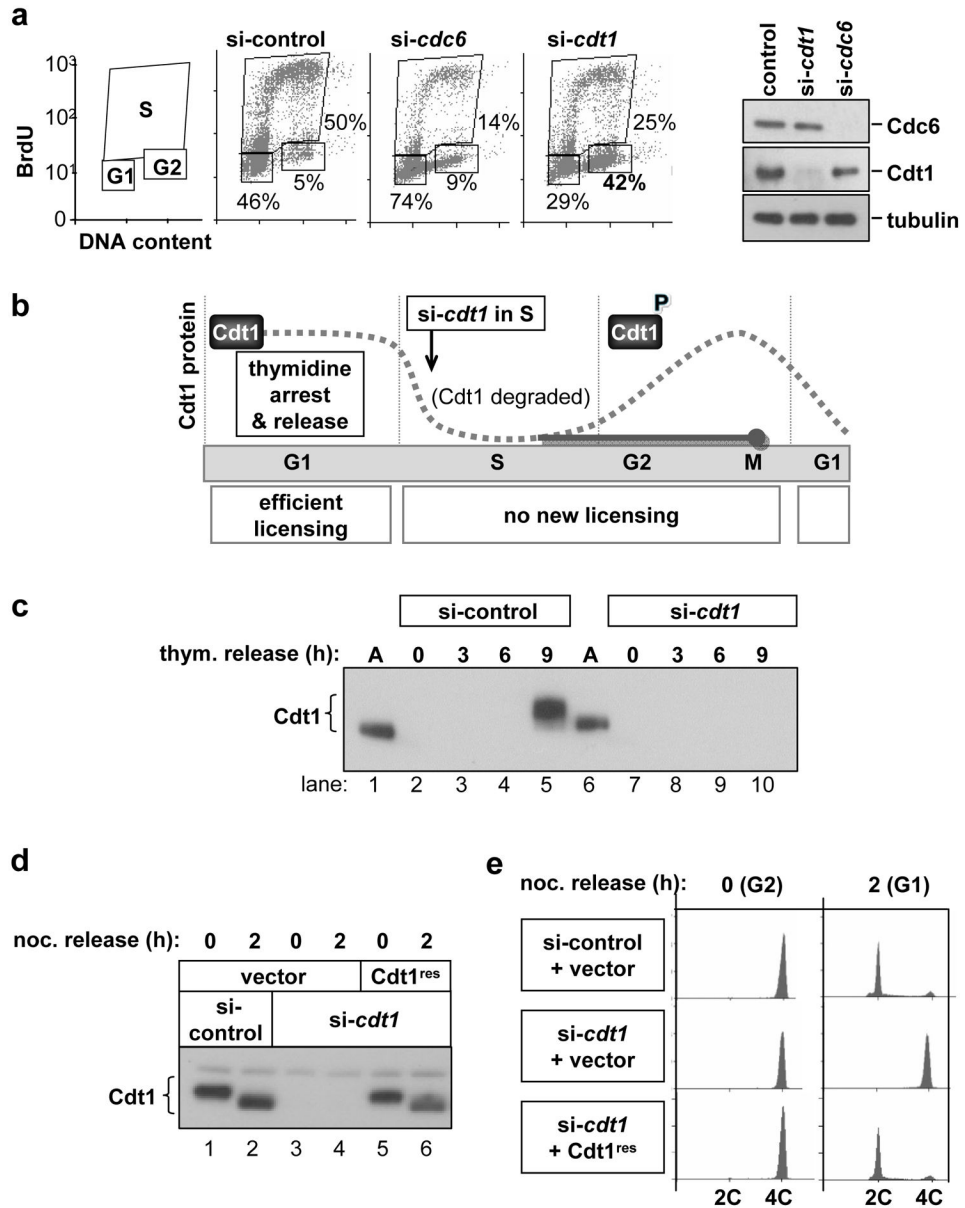 a
si-control
si-cdc6
si-cdt1
BrdU
10³
10²
10¹
0
S
G1
G2
DNA content
50%
5%
46%
14%
9%
74%
25%
42%
29%
control
si-cdt1
si-cdc6
Cdc6
Cdt1
tubulin
b
Cdt1 protein
Cdt1
thymidine
arrest
& release
si-cdt1 in S
(Cdt1 degraded)
P
Cdt1
G1 S G2 M G1
efficient
licensing
no new licensing
c
si-control si-cdt1
thym. release (h): A 0 3 6 9 A 0 3 6 9
Cdt1
lane: 1 2 3 4 5 6 7 8 9 10
d
noc. release (h): 0 2 0 2 0 2
vector Cdt1ʳᵉˢ
si-
control
si-cdt1
Cdt1
1 2 3 4 5 6
e
noc. release (h): 0 (G2) 2 (G1)
si-control
+ vector
si-cdt1
+ vector
si-cdt1
+ Cdt1ʳᵉˢ
2C 4C 2C 4C